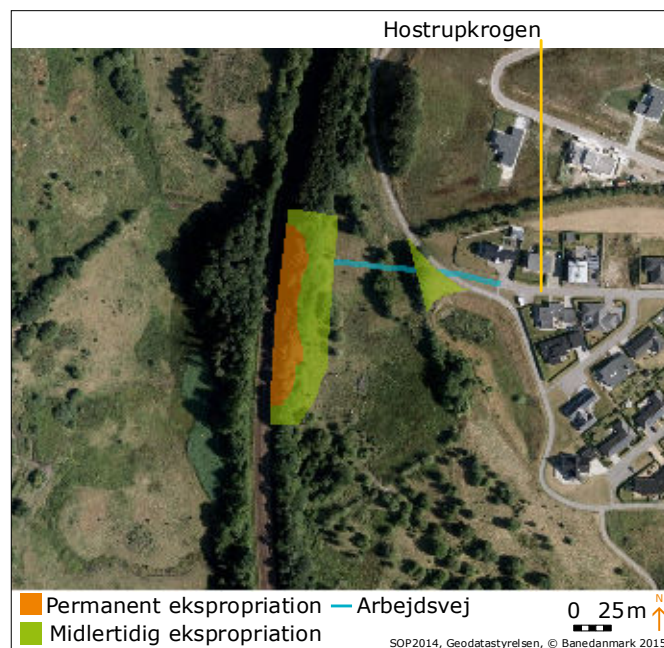 Hostrupkrogen
Permanent ekspropriation
Arbejdsvej
Midlertidig ekspropriation
0 25m
N
SOP2014, Geodatastyrelsen, © Banedanmark 2015